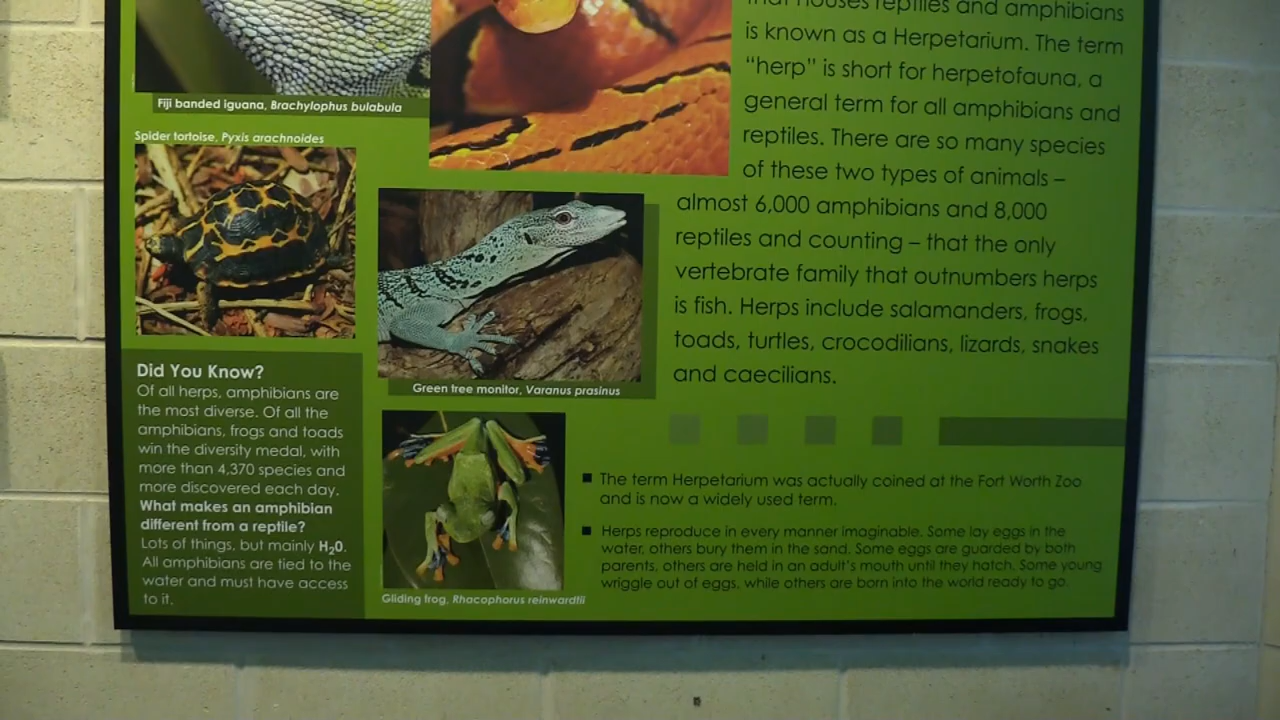 Fiji banded iguana, Brachylophus bulabula
Spider tortoise, Pyxis arachnoides
that houses reptiles and amphibians
is known as a Herpetarium. The term
“herp” is short for herpetofauna, a
general term for all amphibians and
reptiles. There are so many species
of these two types of animals –
almost 6,000 amphibians and 8,000
reptiles and counting – that the only
vertebrate family that outnumbers herps
is fish. Herps include salamanders, frogs,
toads, turtles, crocodilians, lizards, snakes
and caecilians.
Green tree monitor, Varanus prasinus
Did You Know?
Of all herps, amphibians are
the most diverse. Of all the
amphibians, frogs and toads
win the diversity medal, with
more than 4,370 species and
more discovered each day.
What makes an amphibian
different from a reptile?
Lots of things, but mainly H₂0.
All amphibians are tied to the
water and must have access
to it.
Gliding frog, Rhacophorus reinwardtii
■ The term Herpetarium was actually coined at the Fort Worth Zoo
and is now a widely used term.
■ Herps reproduce in every manner imaginable. Some lay eggs in the
water, others bury them in the sand. Some eggs are guarded by both
parents, others are held in an adult’s mouth until they hatch. Some young
wriggle out of eggs, while others are born into the world ready to go.